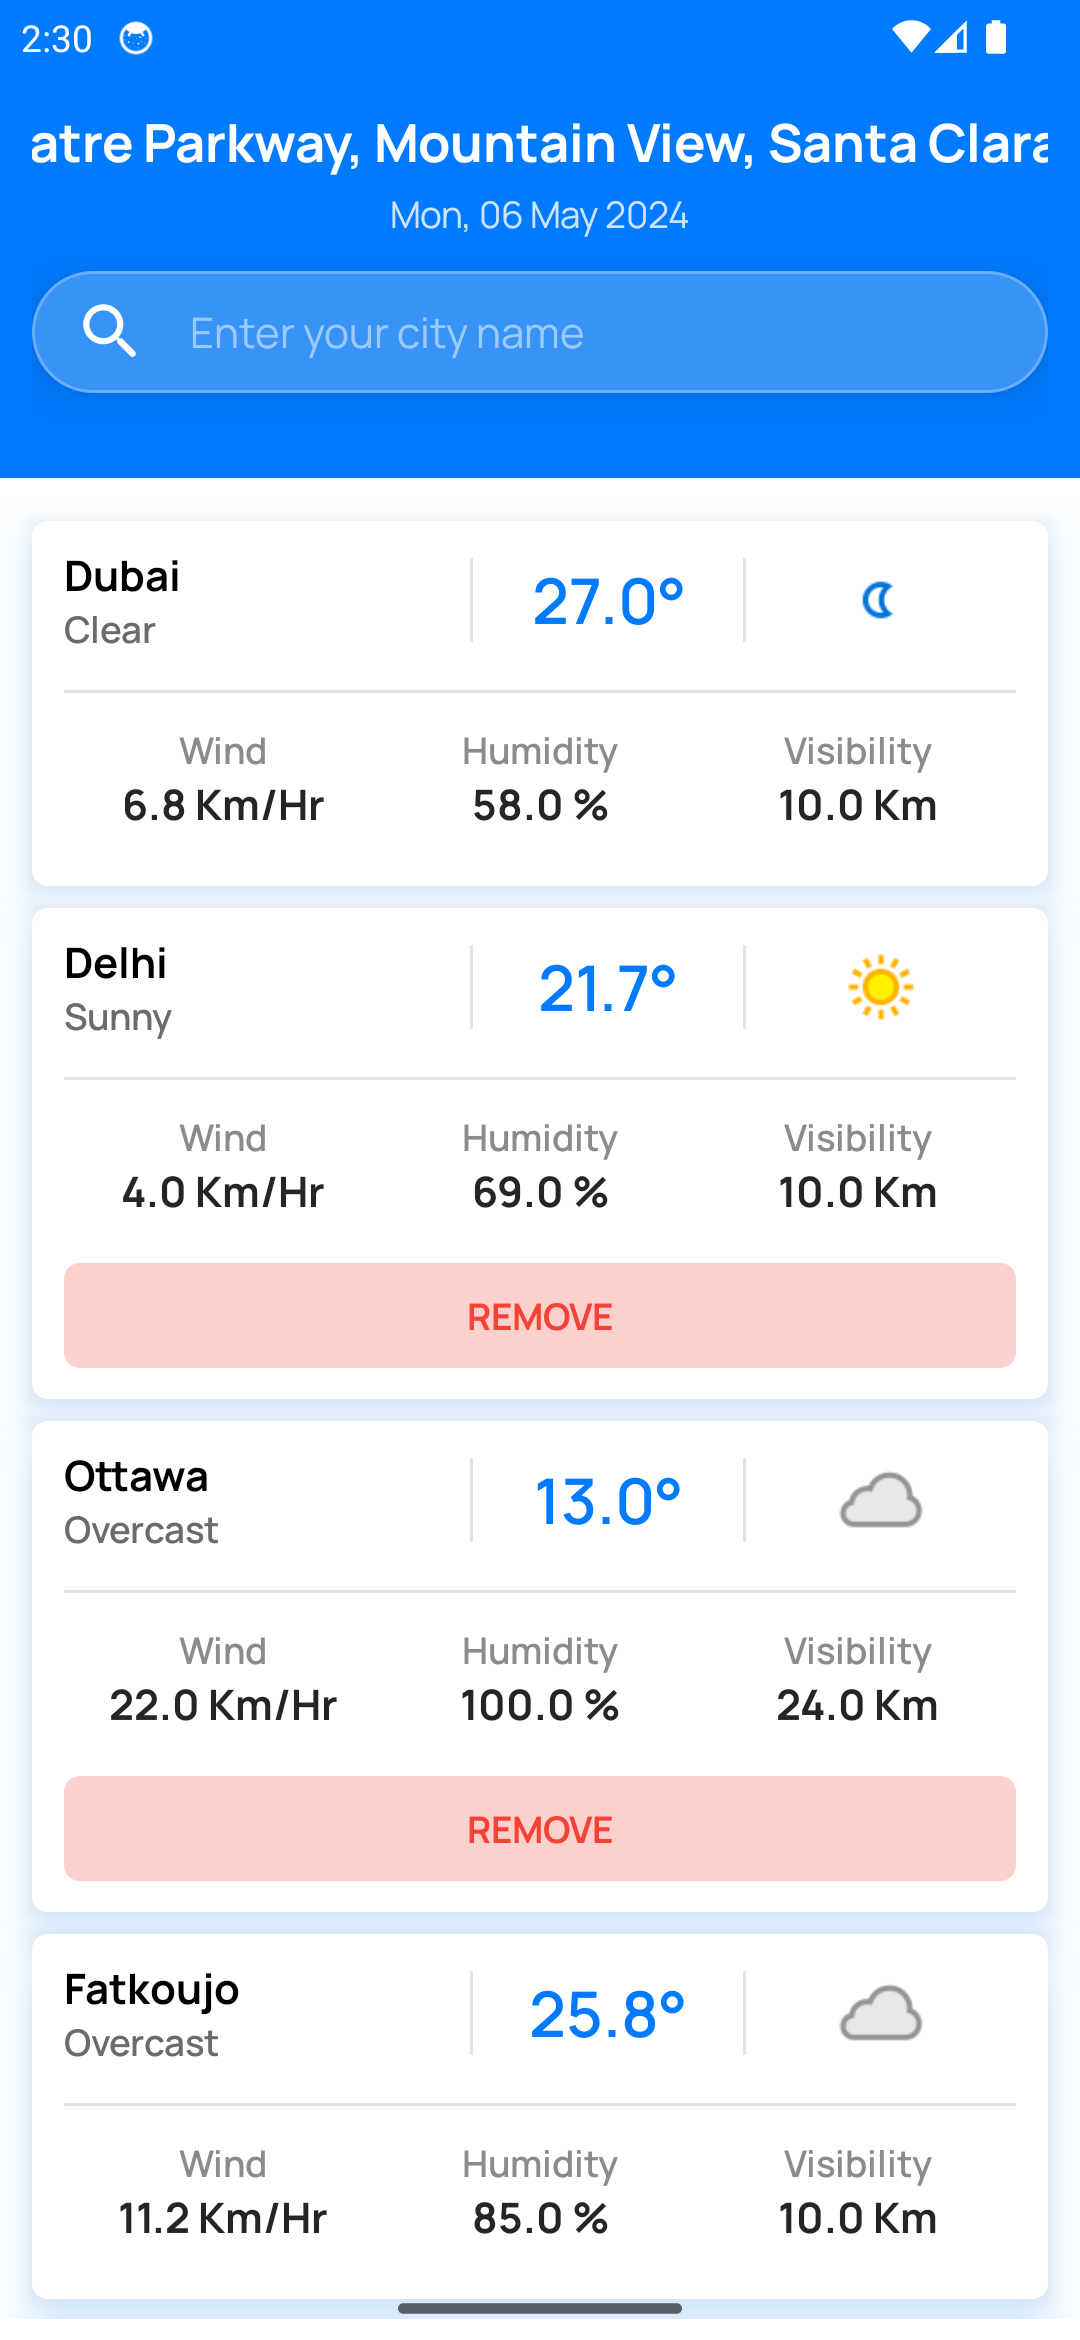 2:30
atre Parkway, Mountain View, Santa Clara
Mon, 06 May 2024
Enter your city name
Dubai
Clear
27.0°
Wind Humidity Visibility
6.8 Km/Hr 58.0 % 10.0 Km
Delhi
Sunny
21.7°
Wind Humidity Visibility
4.0 Km/Hr 69.0 % 10.0 Km
REMOVE
Ottawa
Overcast
13.0°
Wind Humidity Visibility
22.0 Km/Hr 100.0 % 24.0 Km
REMOVE
Fatkoujo
Overcast
25.8°
Wind Humidity Visibility
11.2 Km/Hr 85.0 % 10.0 Km